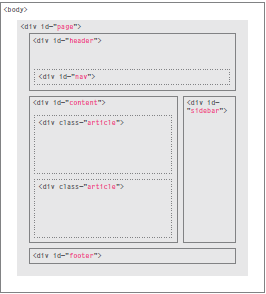 <body>
<div id="page">
<div id="header">
<div id="nav">
<div id="content">
<div class="article">
<div class="article">
<div id=
"sidebar">
<div id="footer">